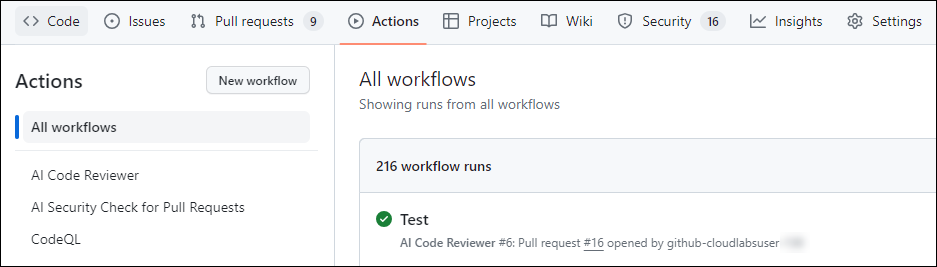 Code Issues Pull requests 9 Actions Projects Wiki Security 16 Insights Settings
Actions New workflow
All workflows
AI Code Reviewer
AI Security Check for Pull Requests
CodeQL
All workflows
Showing runs from all workflows
216 workflow runs
Test
AI Code Reviewer #6: Pull request #16 opened by github-cloudlabsuser